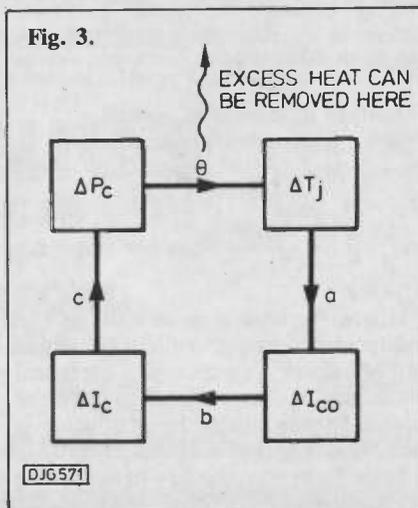 Fig. 3.
EXCESS HEAT CAN
BE REMOVED HERE
ΔPc
θ
ΔTj
c
a
ΔIc
b
ΔIco
DJG571